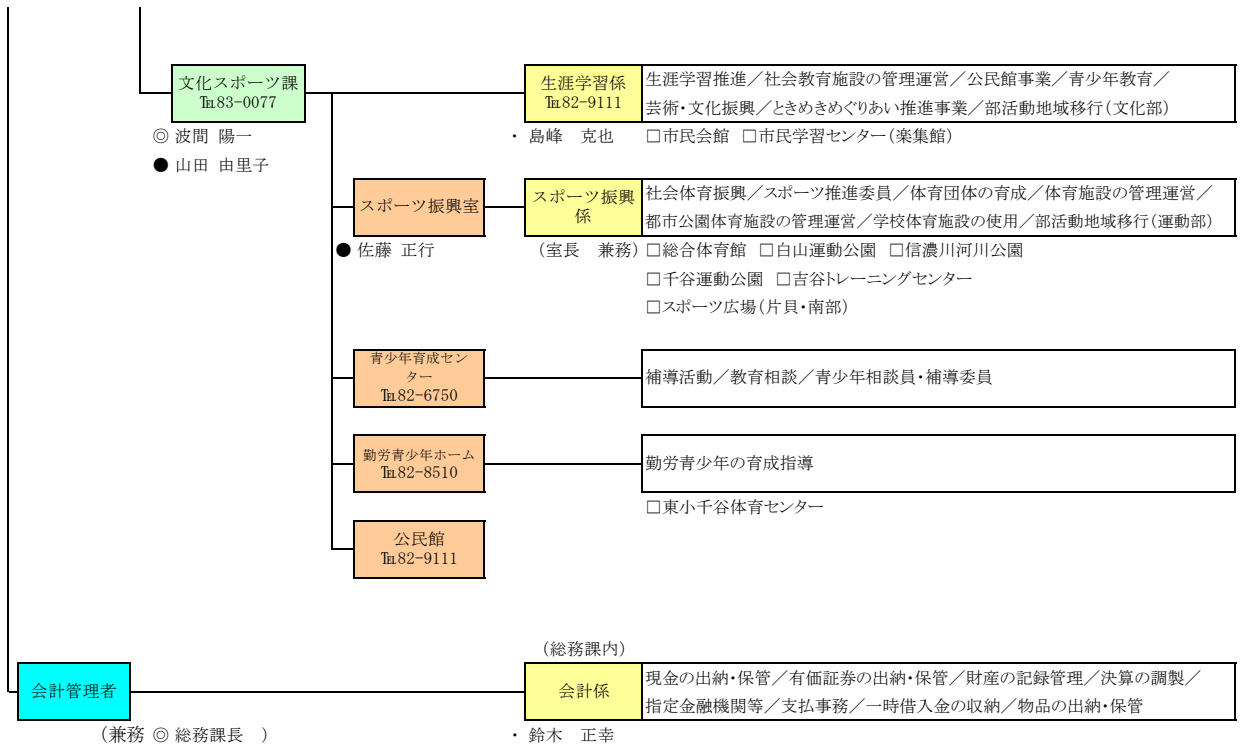 文化スポーツ課
℡83-0077
生涯学習係
℡82-9111
生涯学習推進／社会教育施設の管理運営／公民館事業／青少年教育／
芸術・文化振興／ときめきめぐりあい推進事業／部活動地域移行(文化部)
◎ 波間 陽一
・ 島峰 克也
□市民会館 □市民学習センター(楽集館)
● 山田 由里子
スポーツ振興室
スポーツ振興
係
社会体育振興／スポーツ推進委員／体育団体の育成／体育施設の管理運営／
都市公園体育施設の管理運営／学校体育施設の使用／部活動地域移行(運動部)
● 佐藤 正行
(室長 兼務)
□総合体育館 □白山運動公園 □信濃川河川公園
□千谷運動公園 □吉谷トレーニングセンター
□スポーツ広場(片貝・南部)
青少年育成セン
ター
℡82-6750
補導活動／教育相談／青少年相談員・補導委員
勤労青少年ホーム
℡82-8510
勤労青少年の育成指導
□東小千谷体育センター
公民館
℡82-9111
(総務課内)
会計管理者
会計係
現金の出納・保管／有価証券の出納・保管／財産の記録管理／決算の調製／
指定金融機関等／支払事務／一時借入金の収納／物品の出納・保管
(兼務 ◎ 総務課長 )
・ 鈴木 正幸